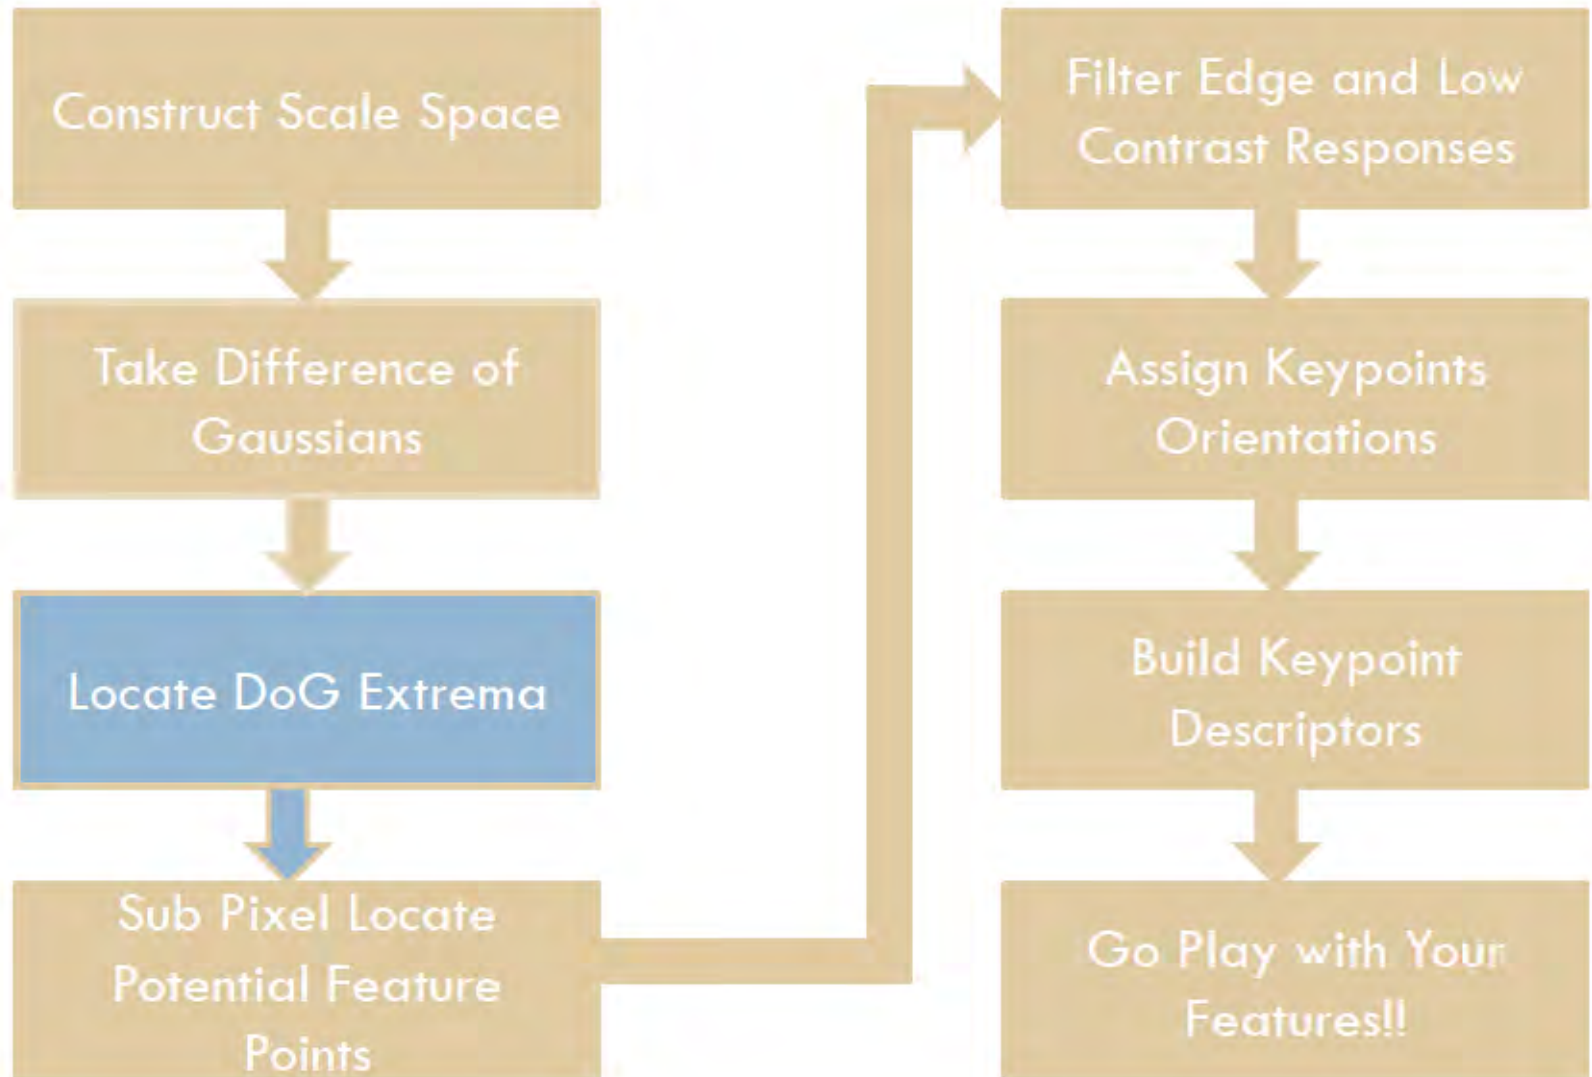 Construct Scale Space
Take Difference of
Gaussians
Locate DoG Extrema
Sub Pixel Locate
Potential Feature
Points
Filter Edge and Low
Contrast Responses
Assign Keypoints
Orientations
Build Keypoint
Descriptors
Go Play with Your
Features!!